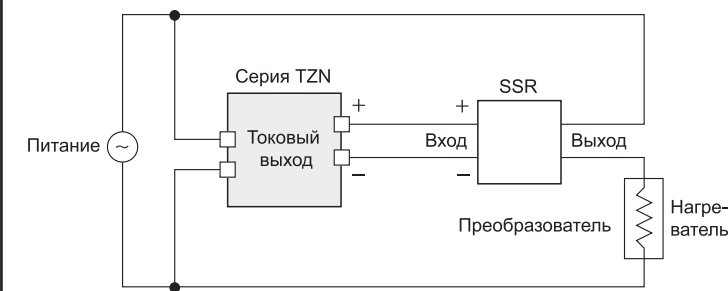 Серия TZN
SSR
+
+
Питание
~
Токовый
выход
Вход
Выход
–
–
Преобразователь
Нагре-
ватель